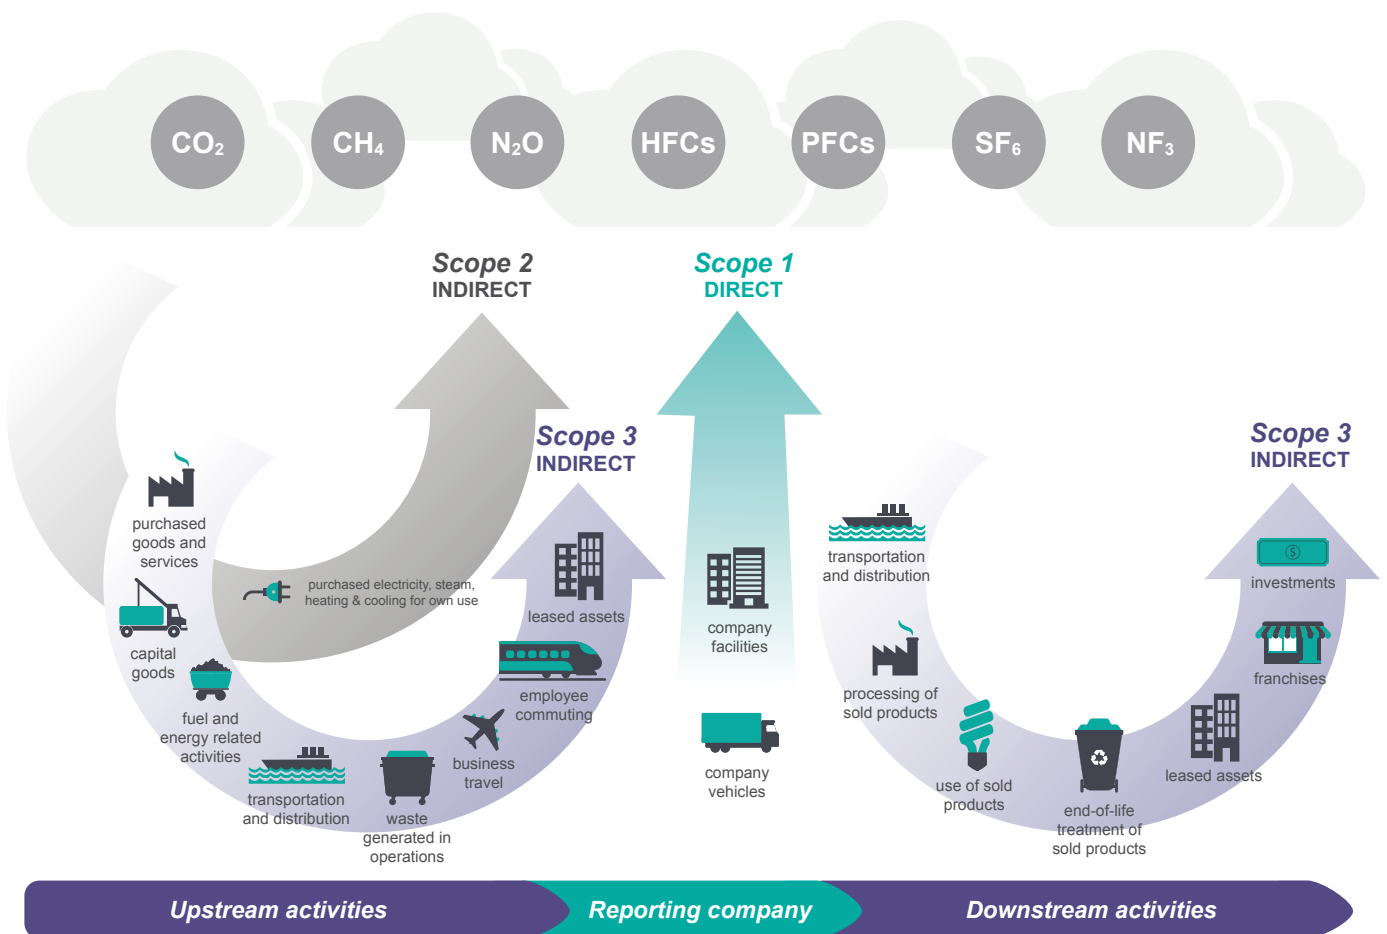 CO₂
CH₄
N₂O
HFCs
PFCs
SF₆
NF₃
Scope 2
INDIRECT
Scope 1
DIRECT
Scope 3
INDIRECT
Scope 3
INDIRECT
purchased
goods and
services
capital
goods
fuel and
energy related
activities
transportation
and distribution
waste
generated in
operations
business
travel
employee
commuting
leased assets
purchased electricity, steam,
heating & cooling for own use
company
facilities
company
vehicles
transportation
and distribution
processing of
sold products
use of sold
products
end-of-life
treatment of
sold products
leased assets
franchises
investments
$
Upstream activities
Reporting company
Downstream activities